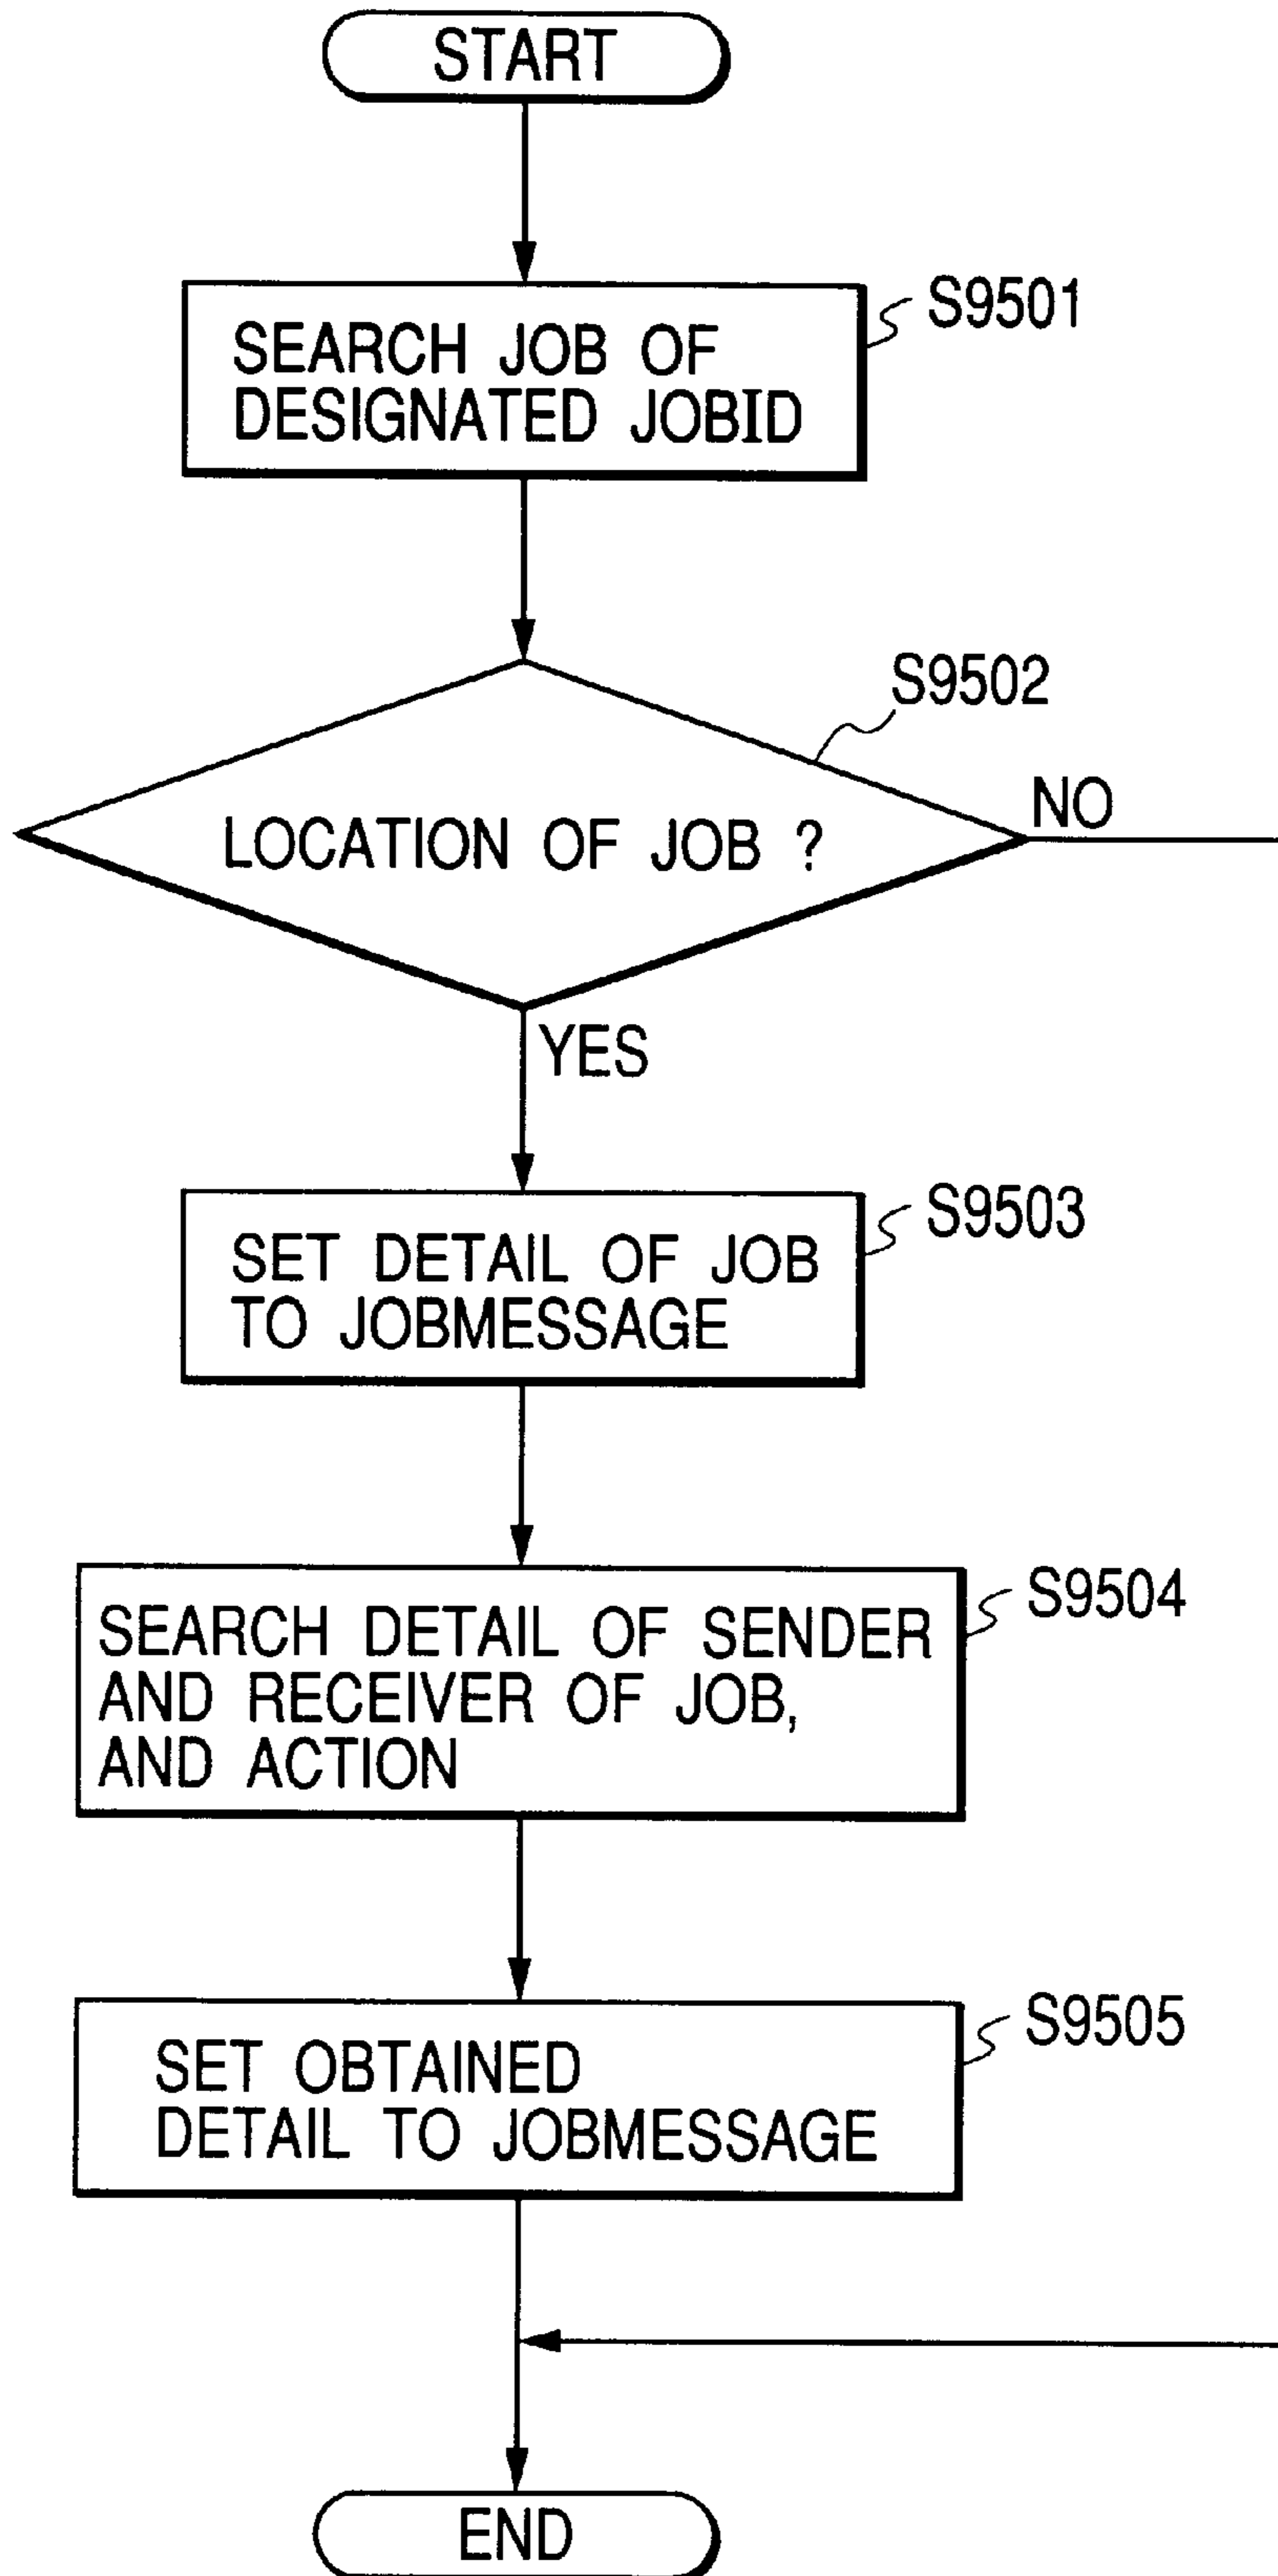 START
S9501
SEARCH JOB OF
DESIGNATED JOBID
S9502
LOCATION OF JOB ?
NO
YES
S9503
SET DETAIL OF JOB
TO JOBMESSAGE
S9504
SEARCH DETAIL OF SENDER
AND RECEIVER OF JOB,
AND ACTION
S9505
SET OBTAINED
DETAIL TO JOBMESSAGE
END